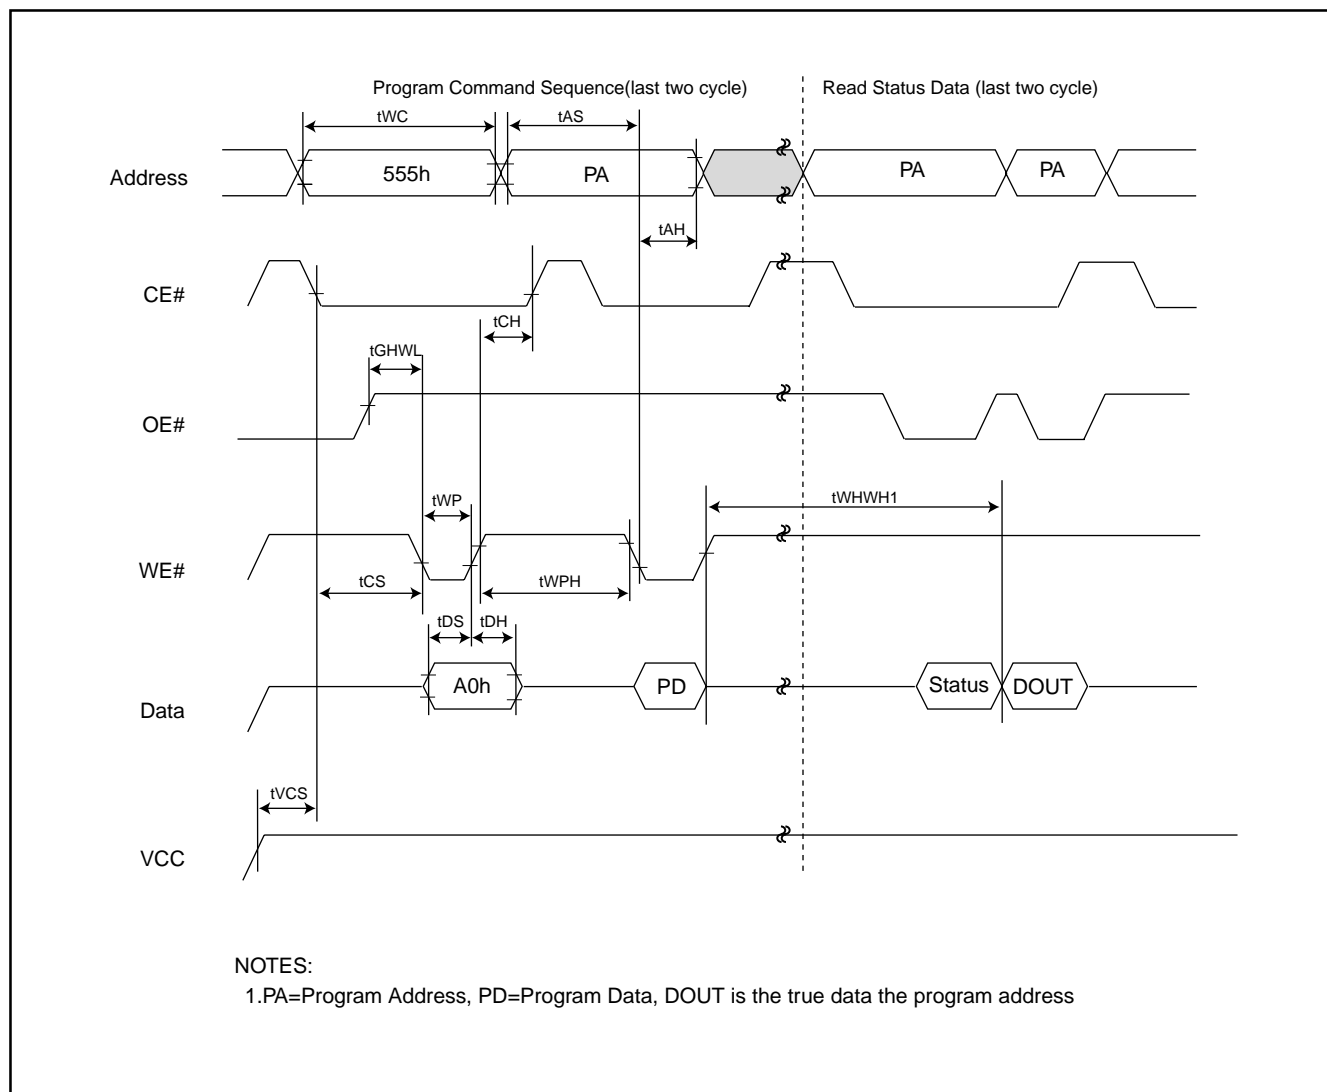 Program Command Sequence(last two cycle)
Read Status Data (last two cycle)
tWC
tAS
Address
555h
PA
PA
PA
tAH
CE#
tCH
tGHWL
OE#
tWP
tWHWH1
WE#
tCS
tWPH
tDS
tDH
A0h
PD
Status
DOUT
Data
tVCS
VCC
NOTES:
1.PA=Program Address, PD=Program Data, DOUT is the true data the program address